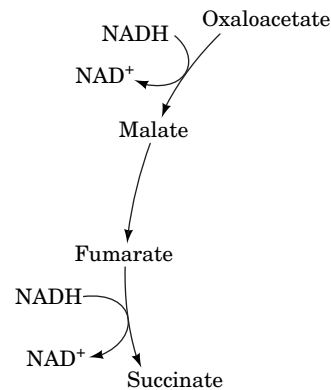 Oxaloacetate
NADH
NAD⁺
Malate
Fumarate
NADH
NAD⁺
Succinate